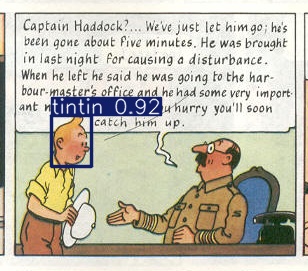 Captain Haddock?... We've just let him go; he's
been gone about five minutes. He was brought
in last night for causing a disturbance.
When he left he said he was going to the har-
bour-master's office and he had some very import-
ant
tintin 0.92
u hurry you'll soon
catch him up.